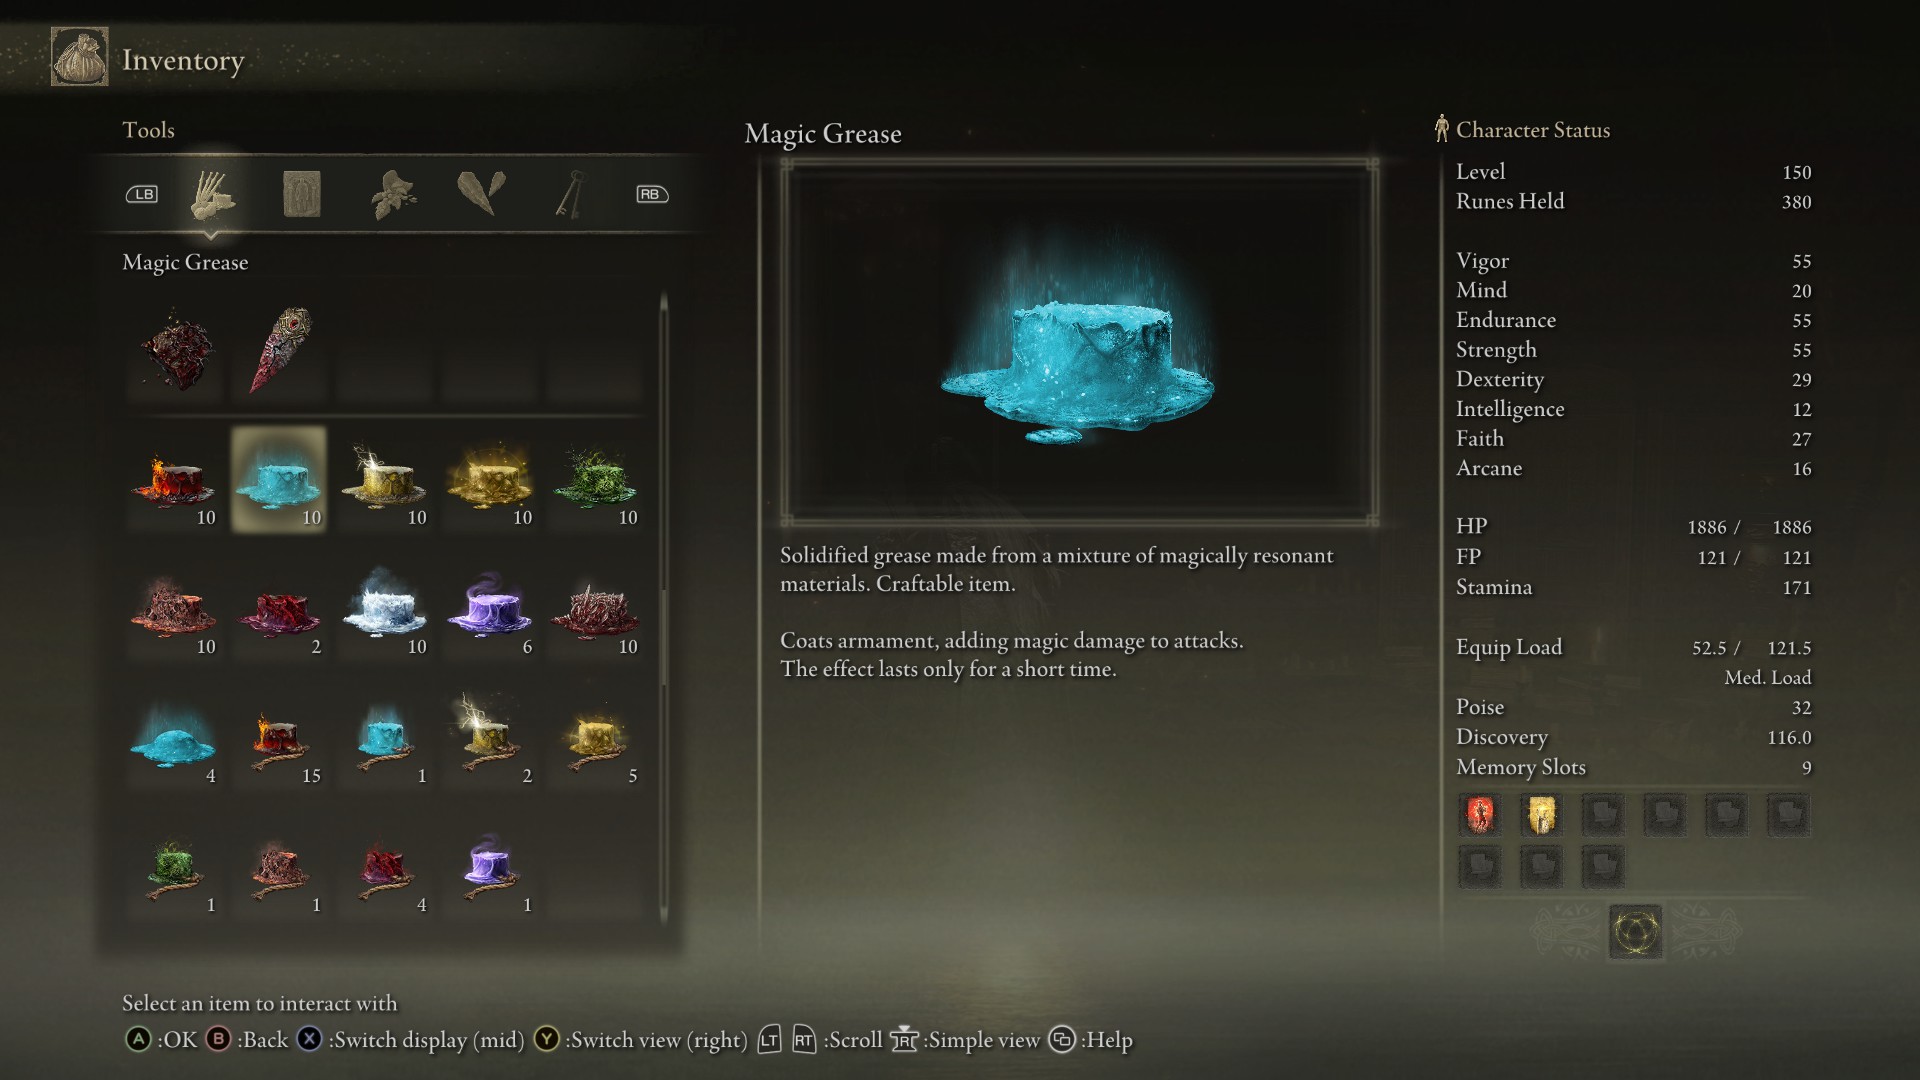 Inventory
Tools
LB
RB
Magic Grease
10
10
10
10
10
10
2
10
6
10
4
15
1
2
5
1
1
4
1
Magic Grease
Solidified grease made from a mixture of magically resonant
materials. Craftable item.
Coats armament, adding magic damage to attacks.
The effect lasts only for a short time.
Character Status
Level 150
Runes Held 380
Vigor 55
Mind 20
Endurance 55
Strength 55
Dexterity 29
Intelligence 12
Faith 27
Arcane 16
HP 1886 / 1886
FP 121 / 121
Stamina 171
Equip Load 52.5 / 121.5
Med. Load
Poise 32
Discovery 116.0
Memory Slots 9
Select an item to interact with
A :OK B :Back X :Switch display (mid) Y :Switch view (right) LT RT :Scroll R :Simple view :Help